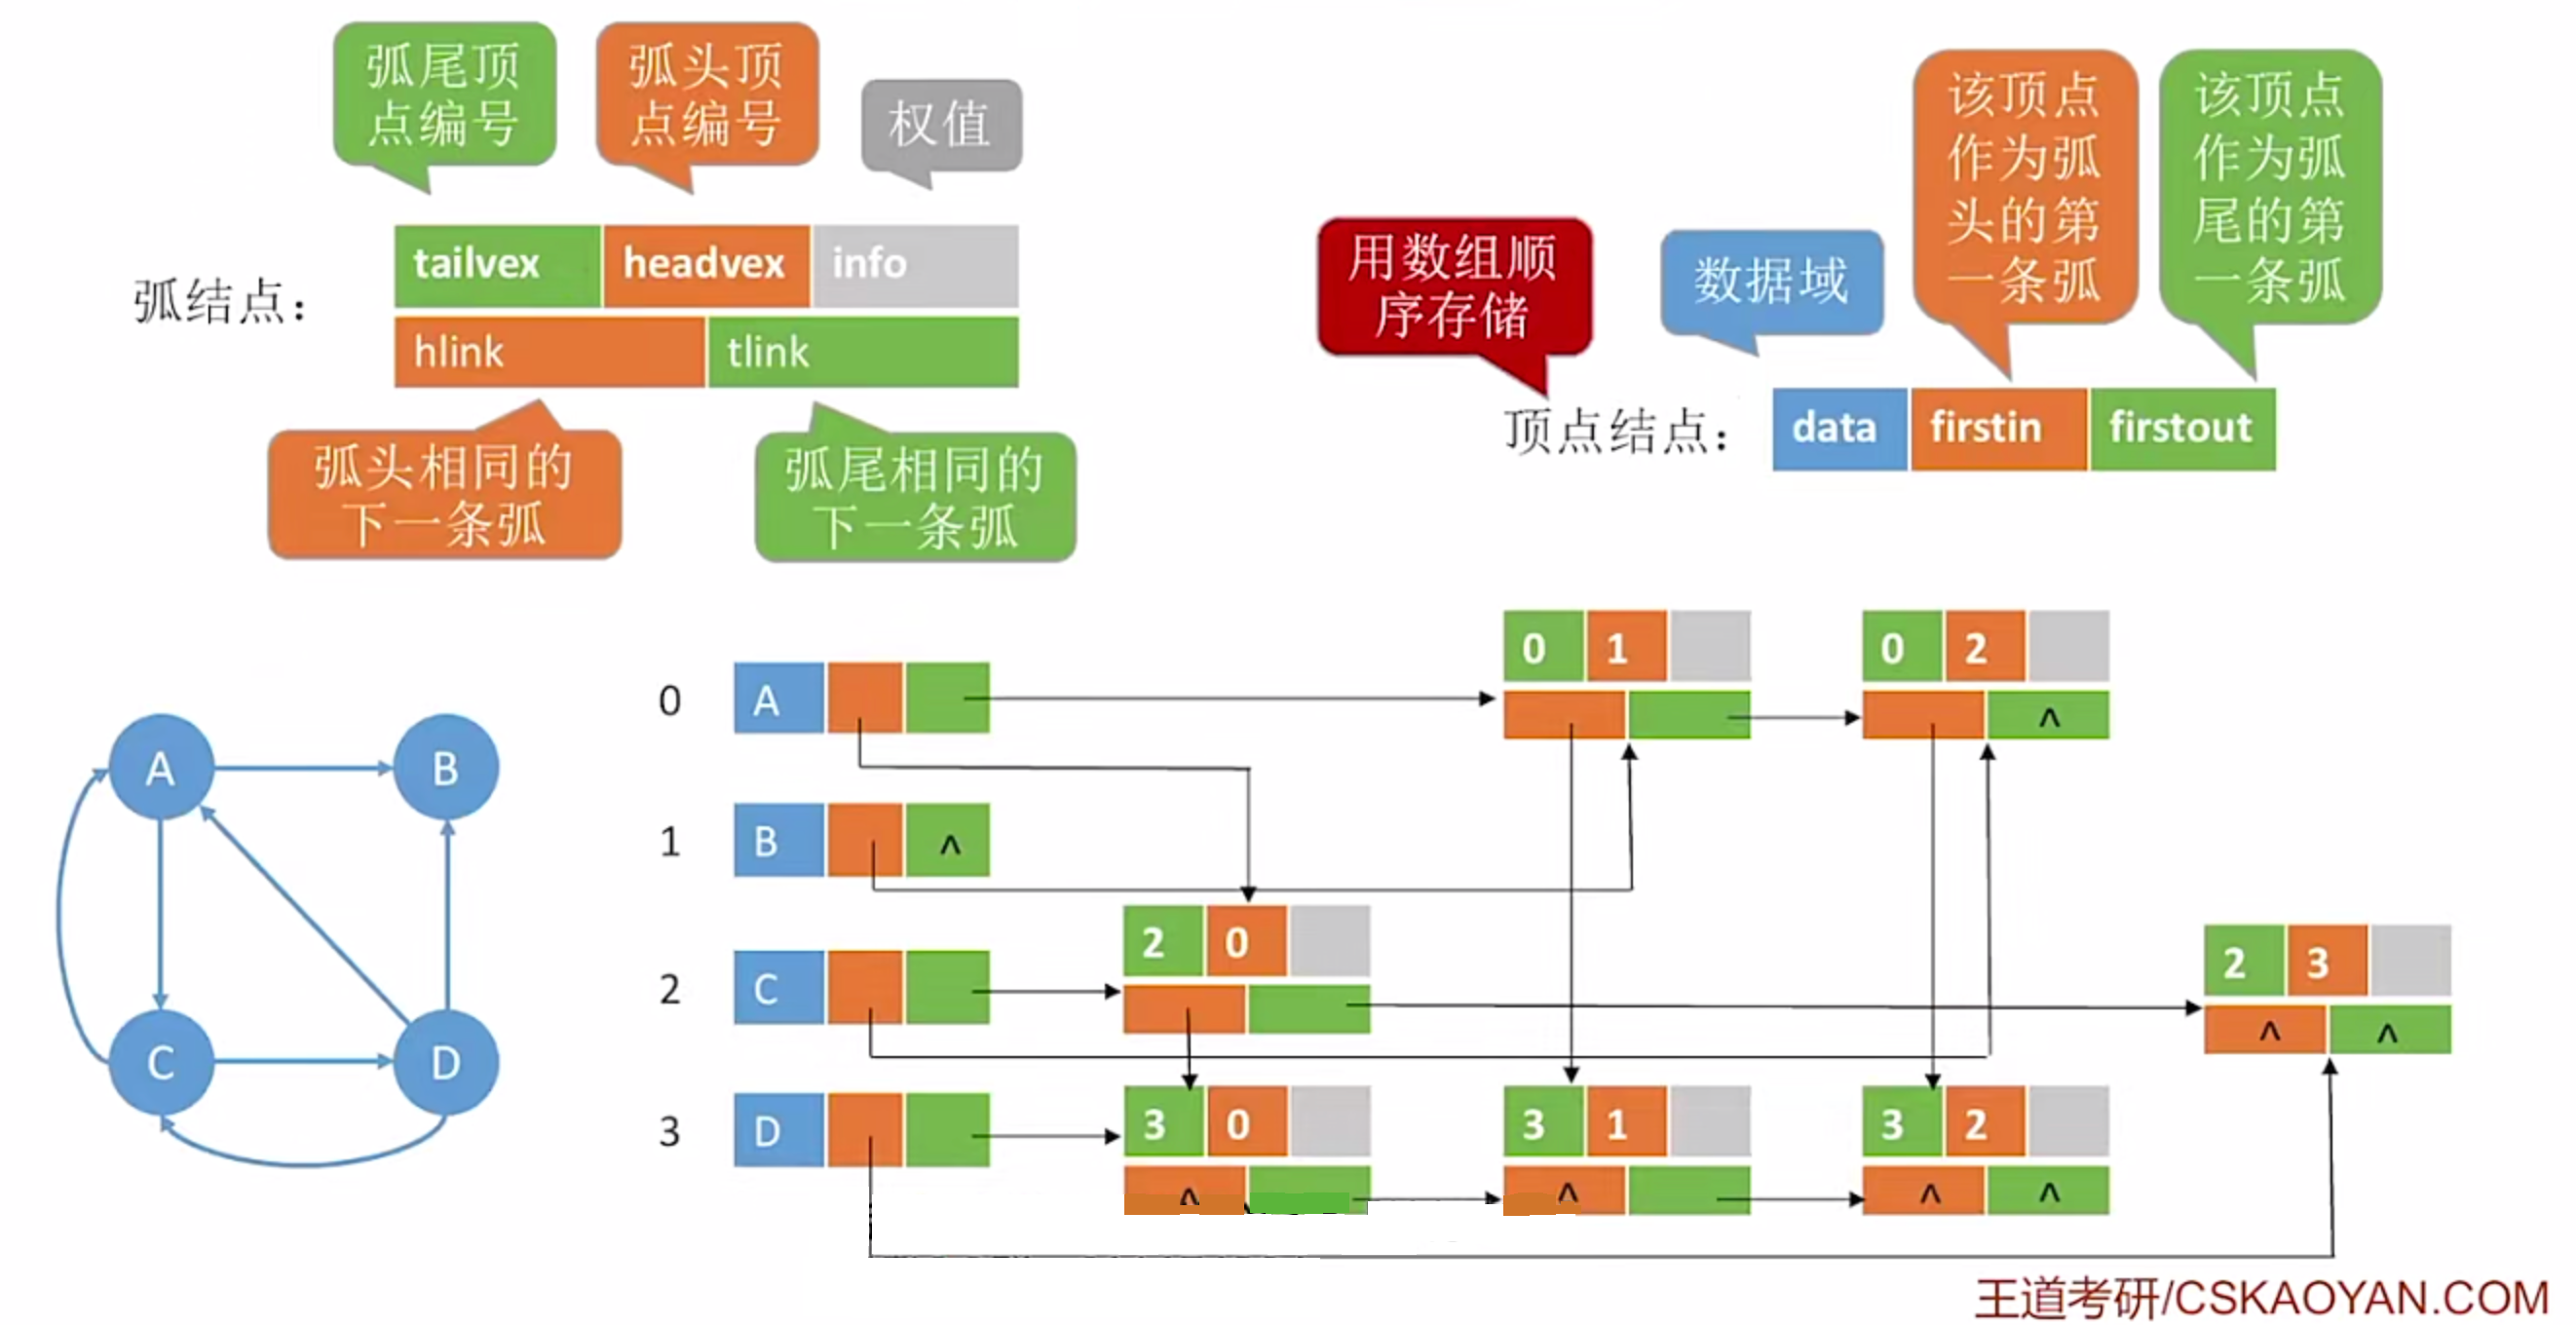 弧尾顶
点编号
弧头顶
点编号
权值
tailvex headvex info
弧结点：
hlink tlink
弧头相同的
下一条弧
弧尾相同的
下一条弧
用数组顺
序存储
数据域
该顶点
作为弧
头的第
一条弧
该顶点
作为弧
尾的第
一条弧
顶点结点：
data firstin firstout
A B
C D
0 A
0 1
0 2
^
1 B ^
2 C
2 0
2 3
^ ^
3 D
3 0
3 1
3 2
^
^
^ ^
王道考研/CSKAOYAN.COM